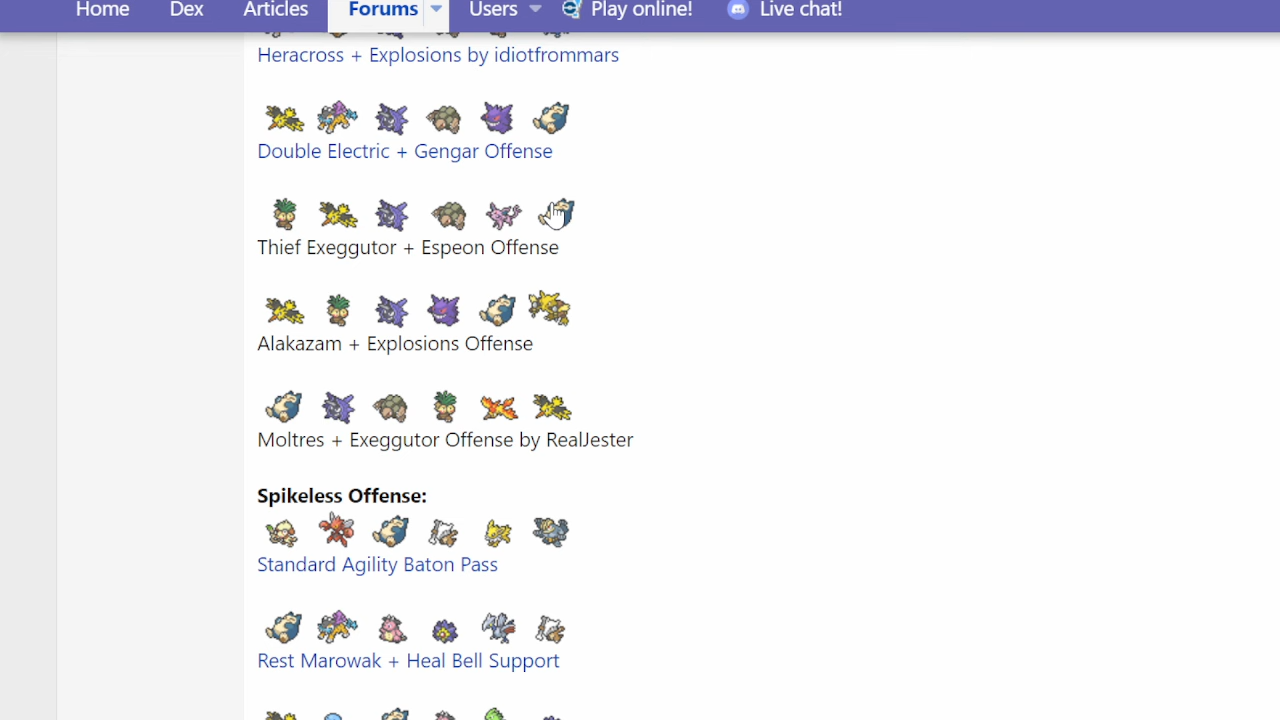 Home Dex Articles Forums Users Play online! Live chat!
Heracross + Explosions by idiotfrommars
Double Electric + Gengar Offense
Thief Exeggutor + Espeon Offense
Alakazam + Explosions Offense
Moltres + Exeggutor Offense by RealJester
Spikeless Offense:
Standard Agility Baton Pass
Rest Marowak + Heal Bell Support